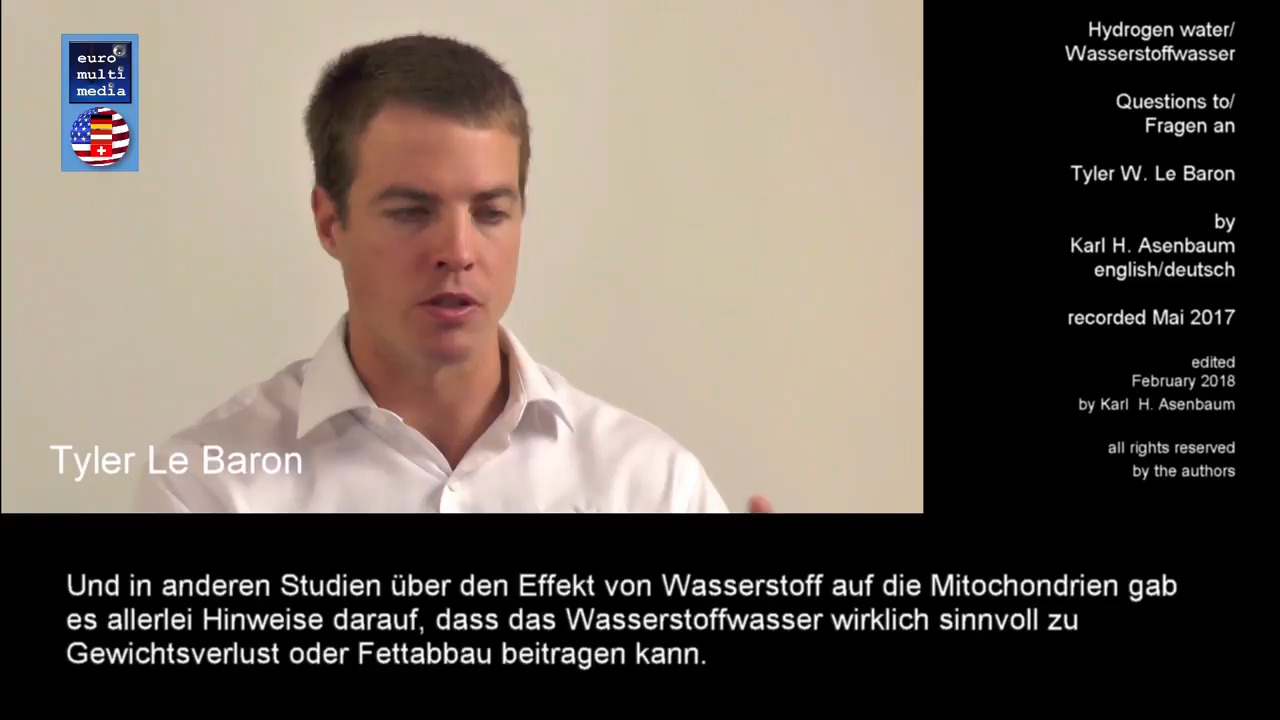 euro
multi
media
Hydrogen water/
Wasserstoffwasser
Questions to/
Fragen an
Tyler W. Le Baron
by
Karl H. Asenbaum
english/deutsch
recorded Mai 2017
edited
February 2018
by Karl H. Asenbaum
all rights reserved
by the authors
Tyler Le Baron
Und in anderen Studien über den Effekt von Wasserstoff auf die Mitochondrien gab
es allerlei Hinweise darauf, dass das Wasserstoffwasser wirklich sinnvoll zu
Gewichtsverlust oder Fettabbau beitragen kann.